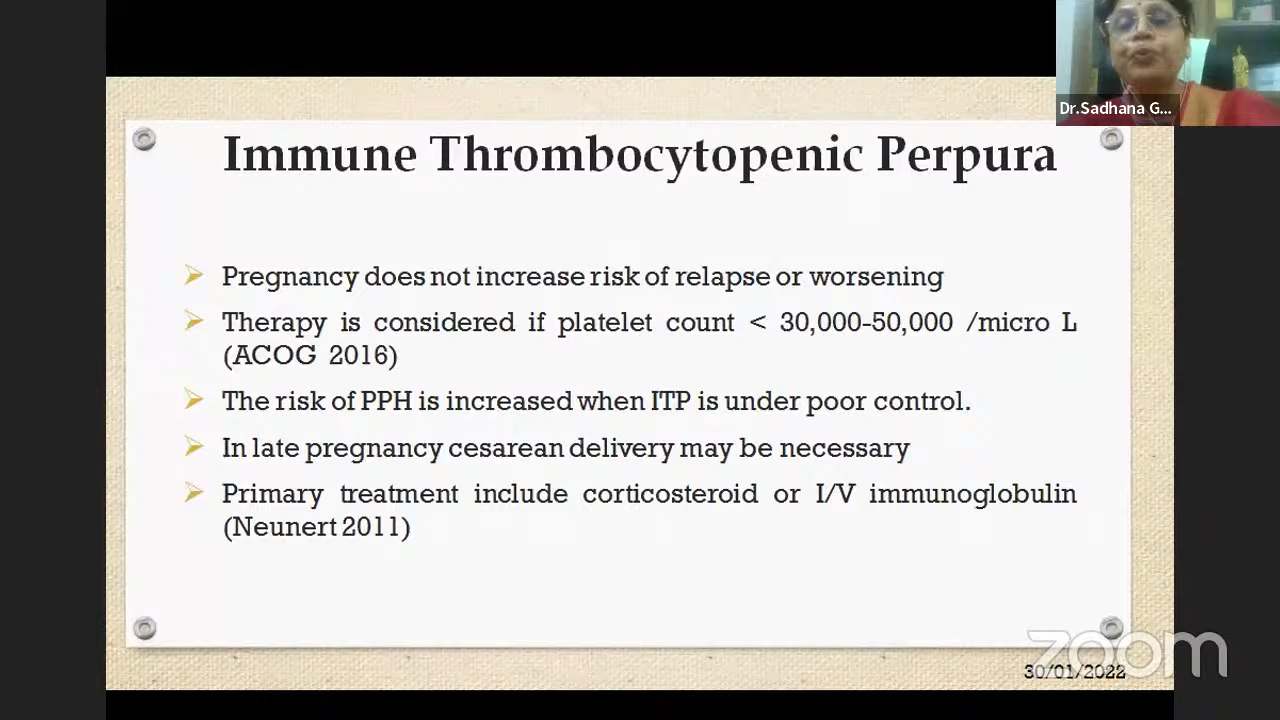 Dr.Sadhana G...
Immune Thrombocytopenic Perpura
Pregnancy does not increase risk of relapse or worsening
Therapy is considered if platelet count < 30,000-50,000 /micro L
(ACOG 2016)
The risk of PPH is increased when ITP is under poor control.
In late pregnancy cesarean delivery may be necessary
Primary treatment include corticosteroid or I/V immunoglobulin
(Neunert 2011)
zoom
30/01/2022